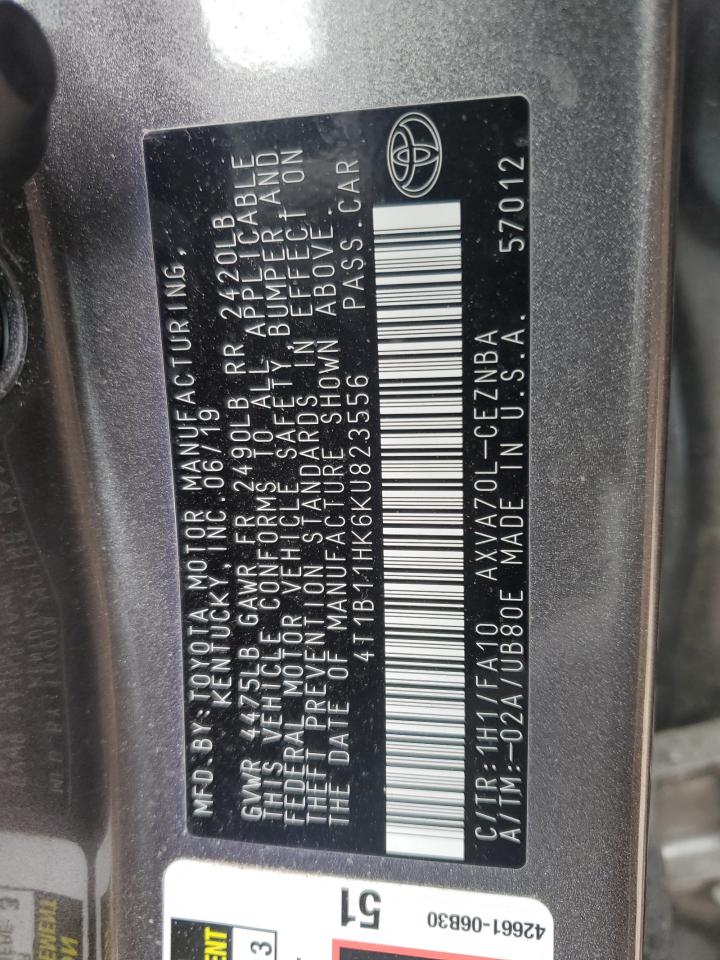 MFD.BY:TOYOTA MOTOR MANUFACTURING,
KENTUCKY, INC. 06/19
GVWR 4475LB GAWR FR 2490LB RR 2420LB
THIS VEHICLE CONFORMS TO ALL APPLICABLE
FEDERAL MOTOR VEHICLE SAFETY, BUMPER AND
THEFT PREVENTION STANDARDS IN EFFECT ON
THE DATE OF MANUFACTURE SHOWN ABOVE.
4T1B11HK6KU823556 PASS.CAR
C/TR:1H1/FA10 AXVA70L-CEZNBA
A/TM:-02A/UB80E MADE IN U.S.A. 57012
51
42661-06B30
3